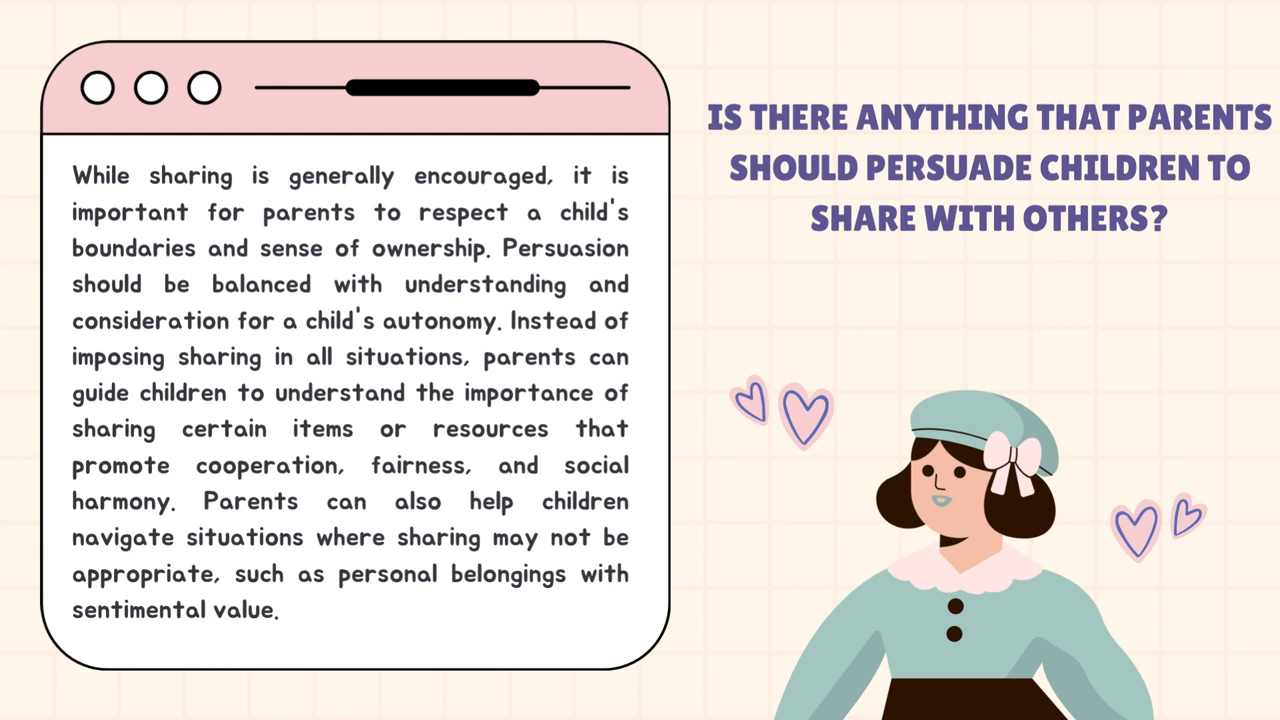 IS THERE ANYTHING THAT PARENTS
SHOULD PERSUADE CHILDREN TO
SHARE WITH OTHERS?
While sharing is generally encouraged, it is
important for parents to respect a child's
boundaries and sense of ownership. Persuasion
should be balanced with understanding and
consideration for a child's autonomy. Instead of
imposing sharing in all situations, parents can
guide children to understand the importance of
sharing certain items or resources that
promote cooperation, fairness, and social
harmony. Parents can also help children
navigate situations where sharing may not be
appropriate, such as personal belongings with
sentimental value.